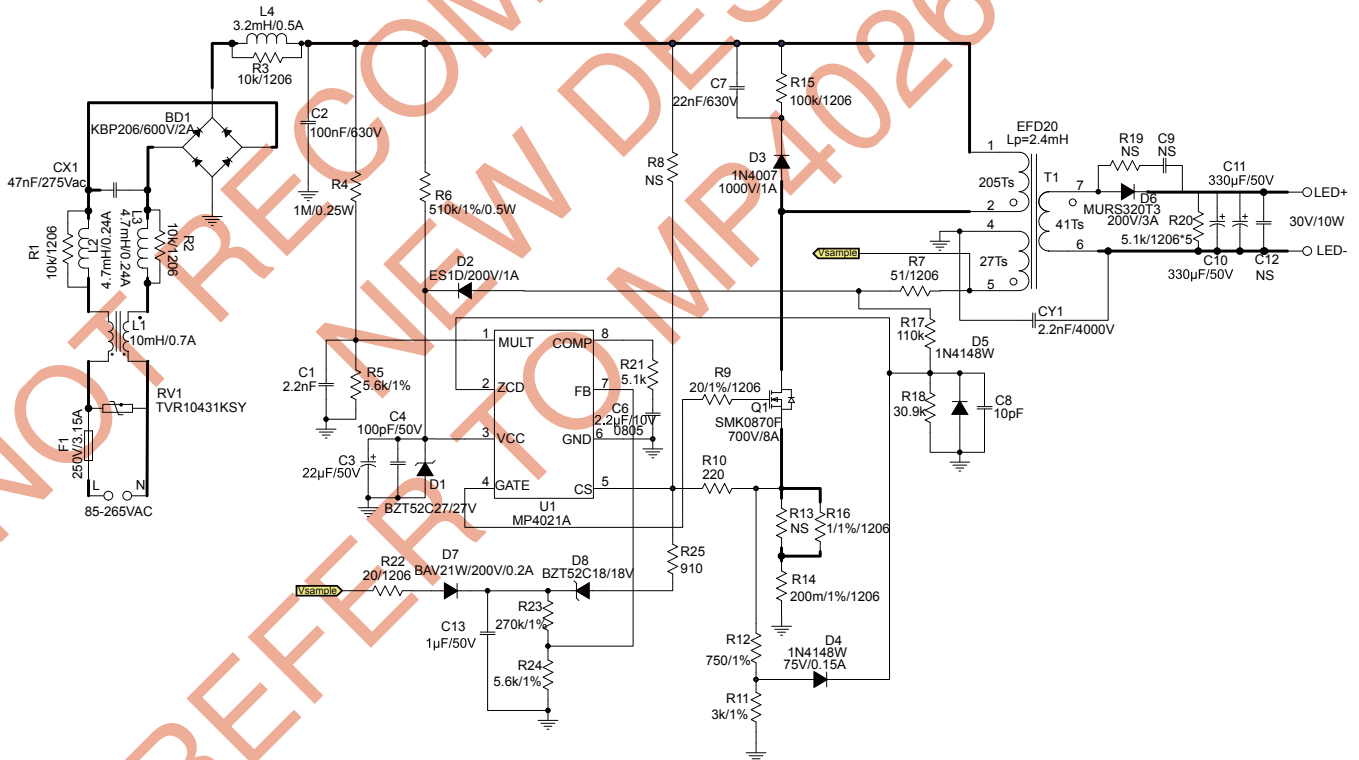 L4
3.2mH/0.5A
R3
10k/1206
BD1
KBP206/600V/2A
C2
100nF/630V
CX1
47nF/275Vac
R1
10k/1206
L2
4.7mH/0.24A
L3
4.7mH/0.24A
R2
10k/1206
L1
10mH/0.7A
RV1
TVR10431KSY
F1
250V/3.15A
L
N
85-265VAC
R4
1M/0.25W
R6
510k/1%/0.5W
R8
NS
C7
22nF/630V
R15
100k/1206
D3
1N4007
1000V/1A
EFD20
Lp=2.4mH
1
205Ts
2
4
27Ts
5
T1
7
41Ts
6
R19
NS
C9
NS
D6
MURS320T3
200V/3A
R20
5.1k/1206*5
C11
330µF/50V
C10
330µF/50V
C12
NS
LED+
30V/10W
LED-
CY1
2.2nF/4000V
Vsample
R7
51/1206
D2
ES1D/200V/1A
R17
110k
D5
1N4148W
R18
30.9k
C8
10pF
C1
2.2nF
R5
5.6k/1%
C4
100pF/50V
C3
22µF/50V
D1
BZT52C27/27V
1
MULT
COMP
8
2
ZCD
FB
7
3
VCC
GND
6
4
GATE
CS
5
U1
MP4021A
R21
5.1k
C6
2.2µF/10V
0805
R9
20/1%/1206
Q1
SMK0870F
700V/8A
R10
220
R13
NS
R16
1/1%/1206
R14
200m/1%/1206
R25
910
Vsample
R22
20/1206
D7
BAV21W/200V/0.2A
D8
BZT52C18/18V
C13
1µF/50V
R23
270k/1%
R24
5.6k/1%
R12
750/1%
D4
1N4148W
75V/0.15A
R11
3k/1%
REFER TO MP4026